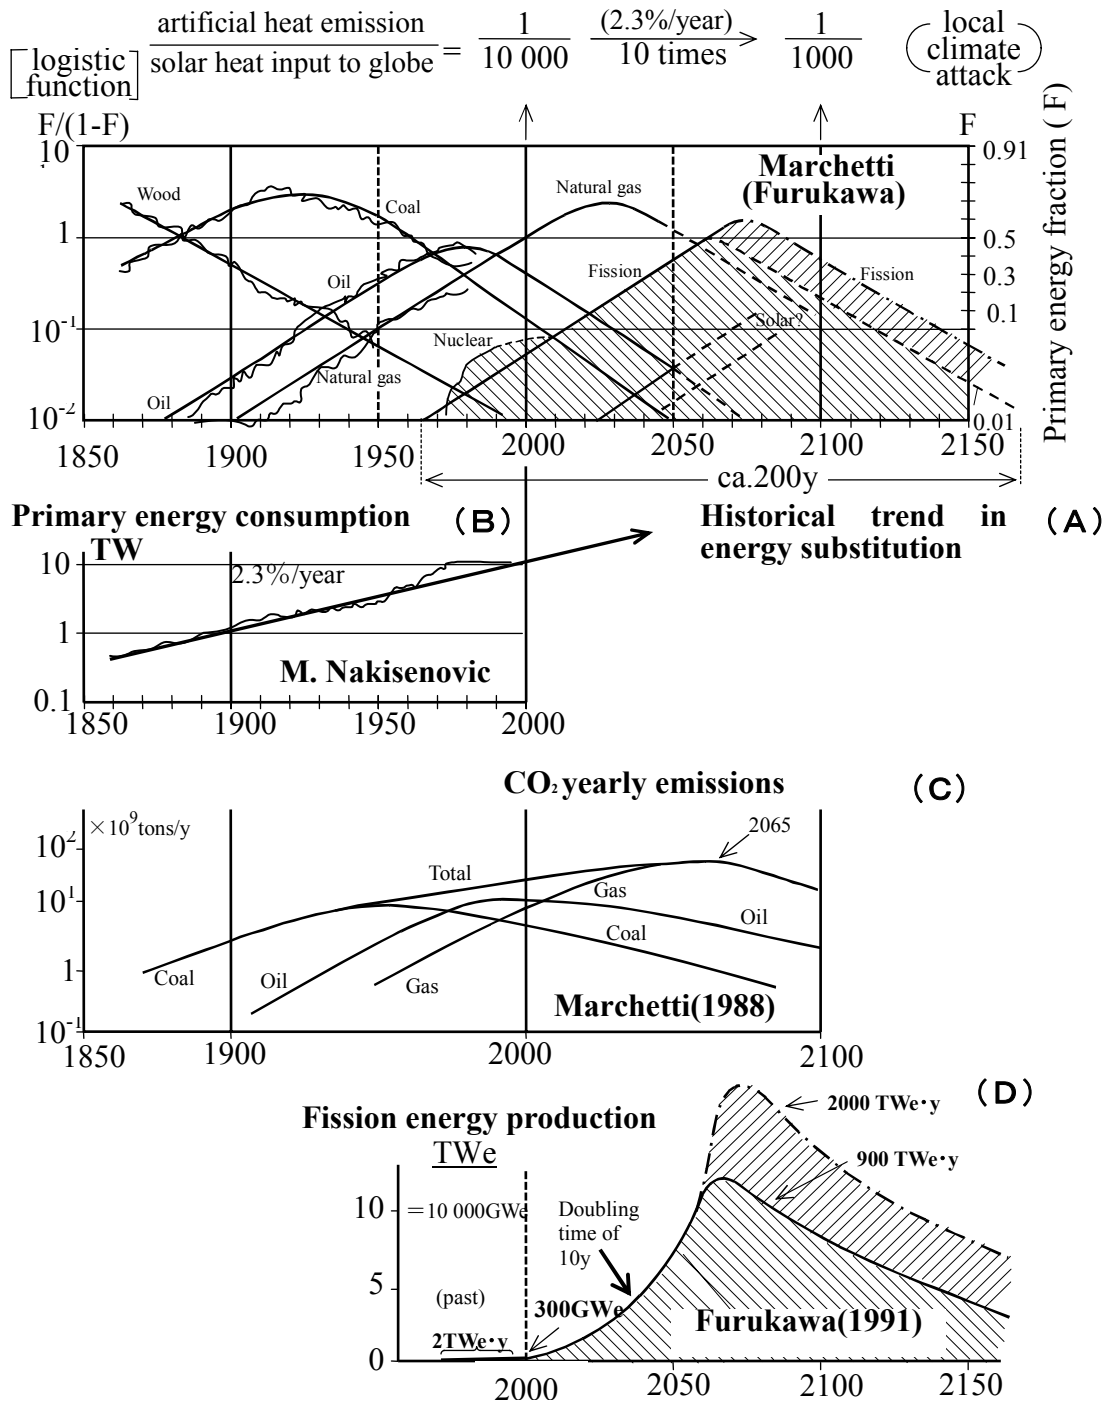 artificial heat emission
solar heat input to globe
=
1
10 000
(2.3%/year)
10 times
1
1000
local
climate
attack
logistic
function
F/(1-F)
F
10
1
10-1
10-2
0.91
0.5
0.3
0.1
0.01
Primary energy fraction ( F)
Marchetti
(Furukawa)
Wood
Coal
Natural gas
Oil
Fission
Fission
Solar?
Nuclear
Natural gas
Oil
1850
1900
1950
2000
2050
2100
2150
ca.200y
Primary energy consumption
(B)
Historical trend in
energy substitution
(A)
TW
10
2.3%/year
1
M. Nakisenovic
0.1
1850
1900
1950
2000
CO2 yearly emissions
(C)
×10⁹tons/y
10²
10¹
1
10-1
2065
Total
Gas
Oil
Coal
Coal
Oil
Gas
Marchetti(1988)
1850
1900
2000
2100
(D)
Fission energy production
TWe
2000 TWe•y
900 TWe•y
10
=10 000GWe
Doubling
time of
10y
5
(past)
300GWe
2TWe•y
Furukawa(1991)
0
2000
2050
2100
2150